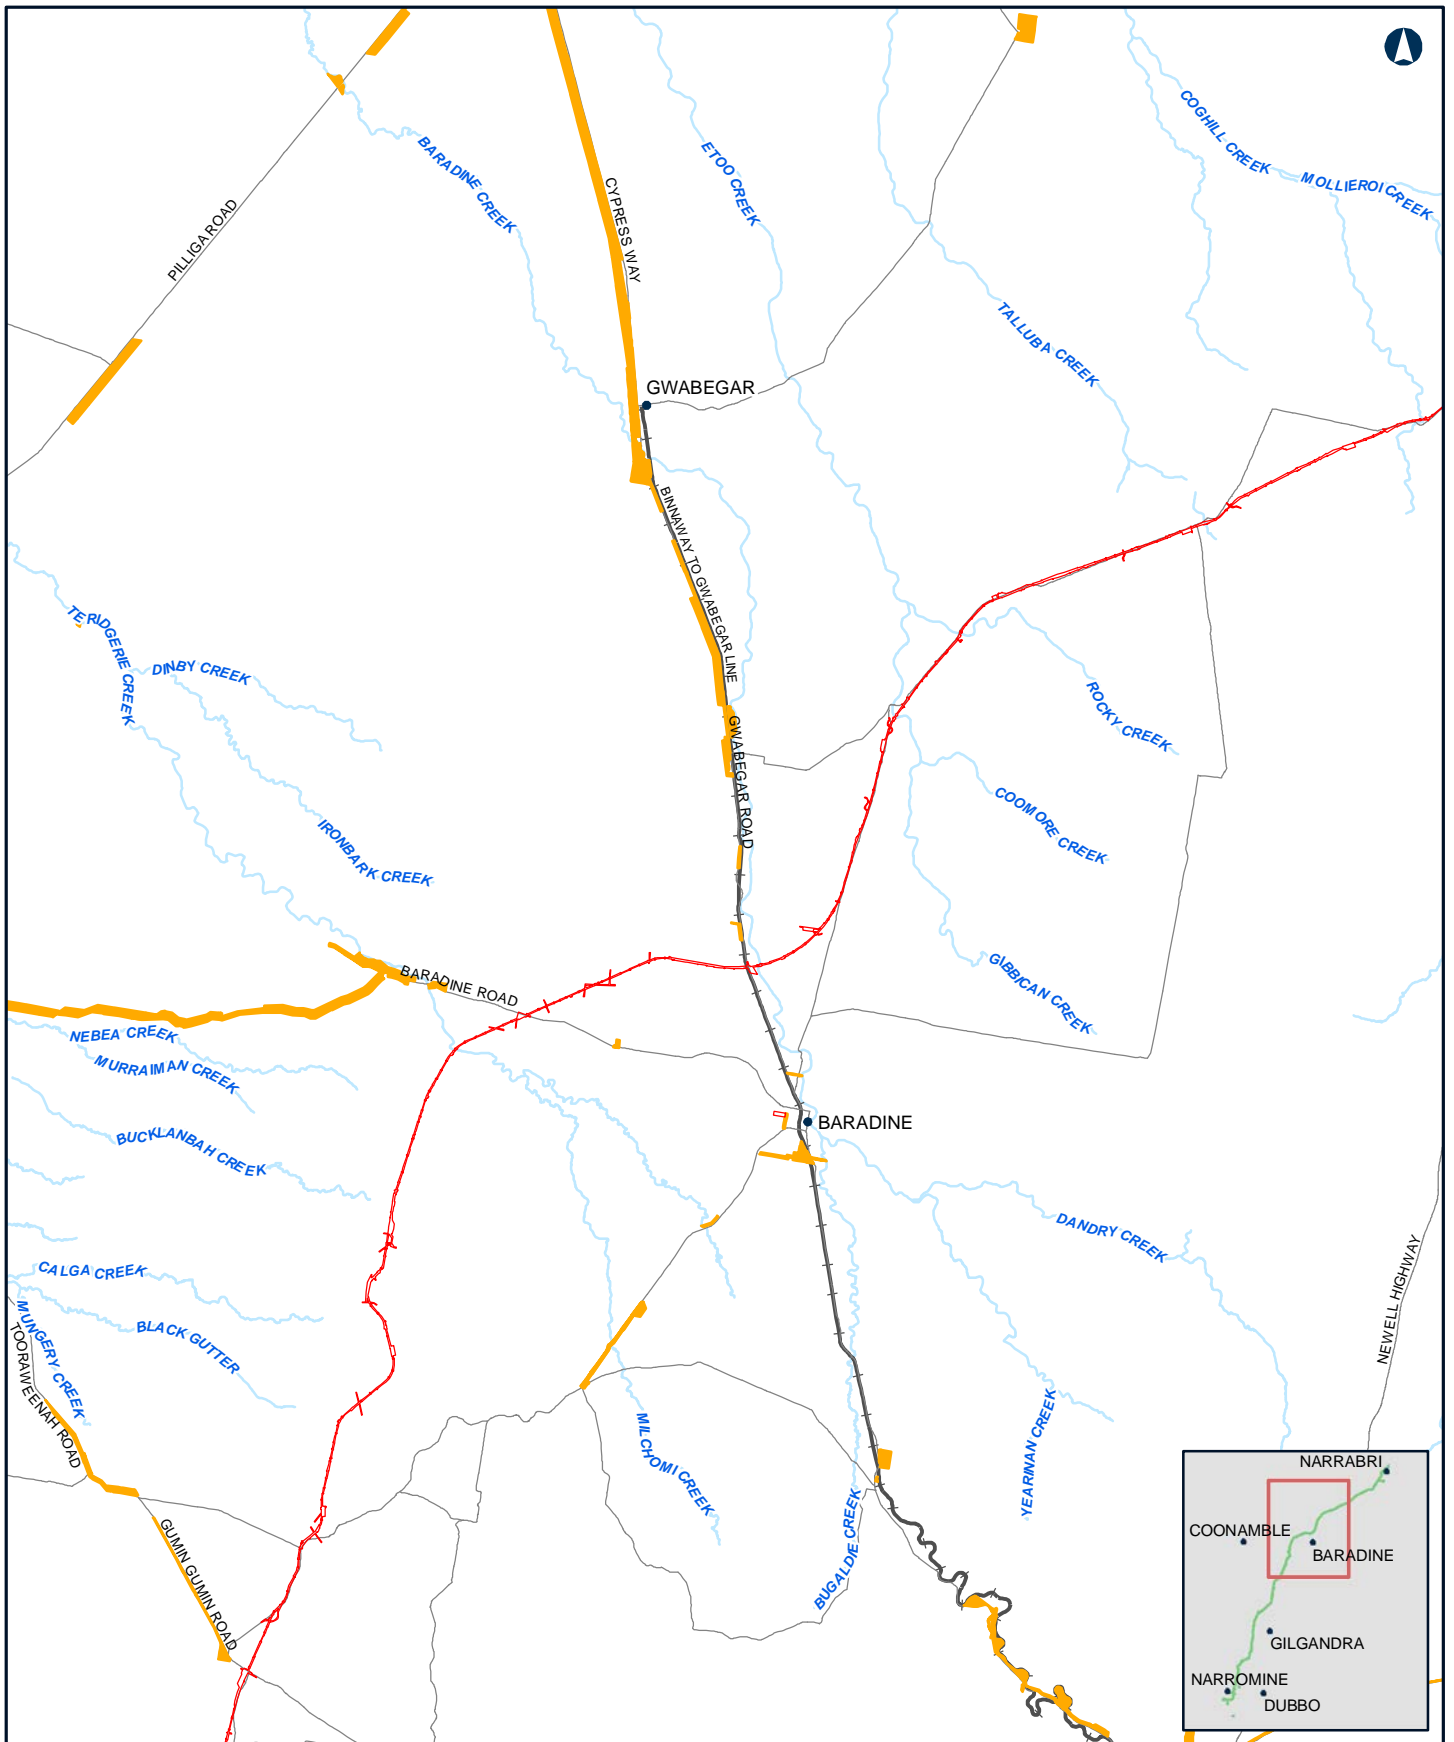 COGHILL CREEK
MOLLIEROI CREEK
BARADINE CREEK
ETOO CREEK
CYPRESS WAY
PILLIGA ROAD
TALLUBA CREEK
GWABEGAR
BINNAWAY TO GWABEGAR LINE
TERIDGERIE CREEK
DINBY CREEK
ROCKY CREEK
GWABEGAR ROAD
COOMORE CREEK
IRONBARK CREEK
GIBBICAN CREEK
BARADINE ROAD
NEBEA CREEK
MURRAIMAN CREEK
BUCKLANBAH CREEK
BARADINE
DANDRY CREEK
NEWELL HIGHWAY
CALGA CREEK
MUNGERY CREEK
BLACK GUTTER
TOORAWEENAH ROAD
MILCHOMI CREEK
YEARINAN CREEK
BUGALDIE CREEK
GUMIN GUMIN ROAD
NARRABRI
COONAMBLE
BARADINE
GILGANDRA
NARROMINE
DUBBO